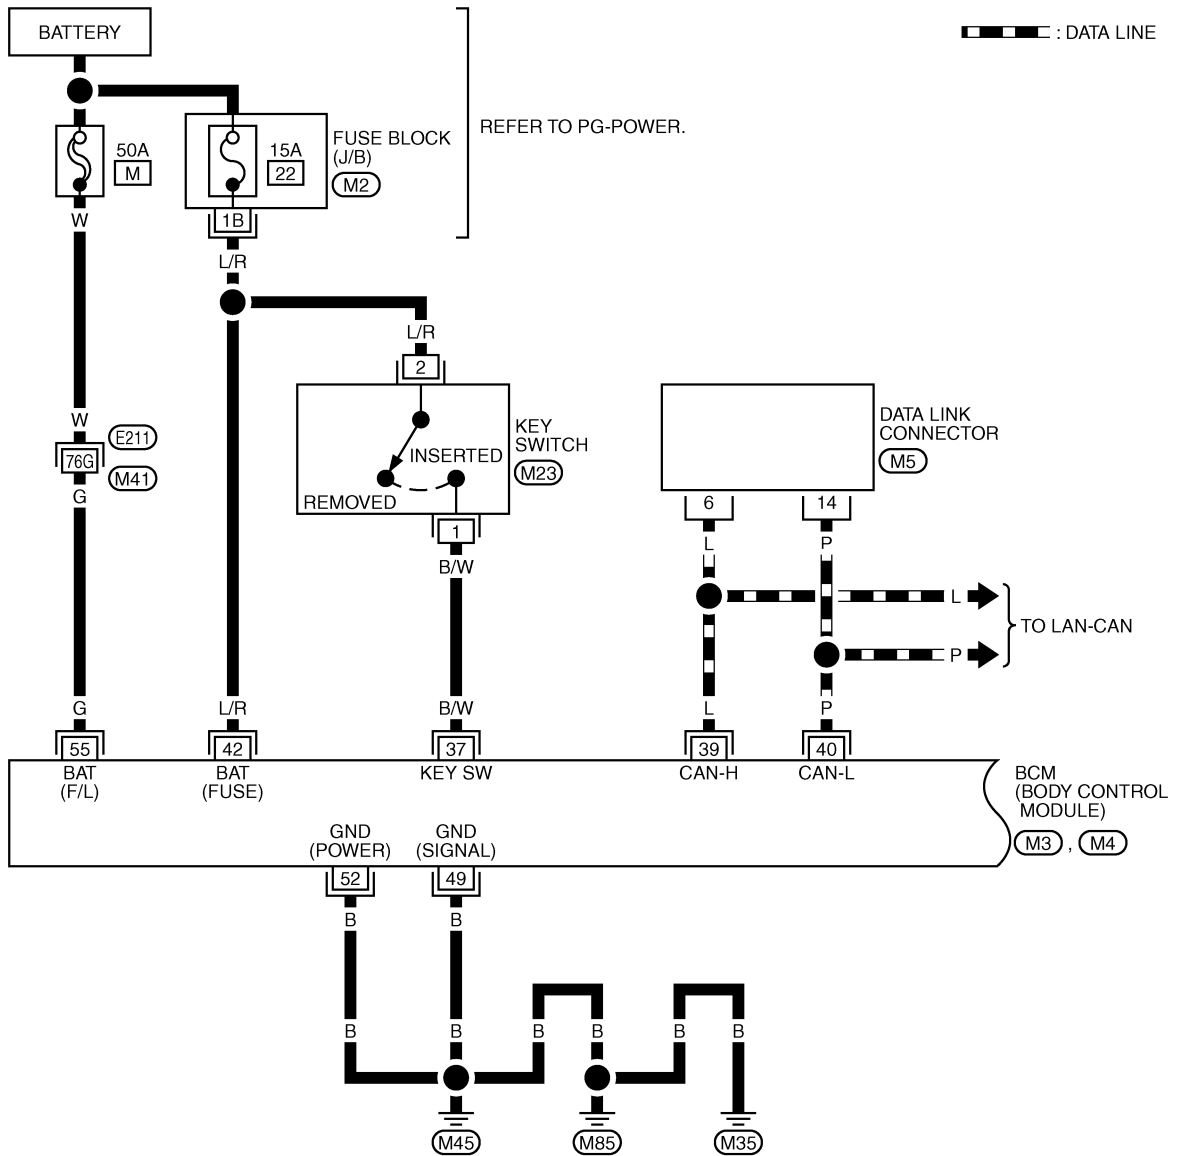 BATTERY
: DATA LINE
REFER TO PG-POWER.
50A
M
15A
22
FUSE BLOCK
(J/B)
M2
1B
W
L/R
L/R
2
W
E211
76G
M41
G
KEY
SWITCH
M23
INSERTED
REMOVED
1
B/W
DATA LINK
CONNECTOR
M5
6
14
L
P
L
P
TO LAN-CAN
G
L/R
B/W
L
P
55
42
37
39
40
BAT
(F/L)
BAT
(FUSE)
KEY SW
CAN-H
CAN-L
BCM
(BODY CONTROL
MODULE)
M3 , M4
GND
(POWER)
GND
(SIGNAL)
52
49
B
B
B
B
B
B
B
B
M45
M85
M35